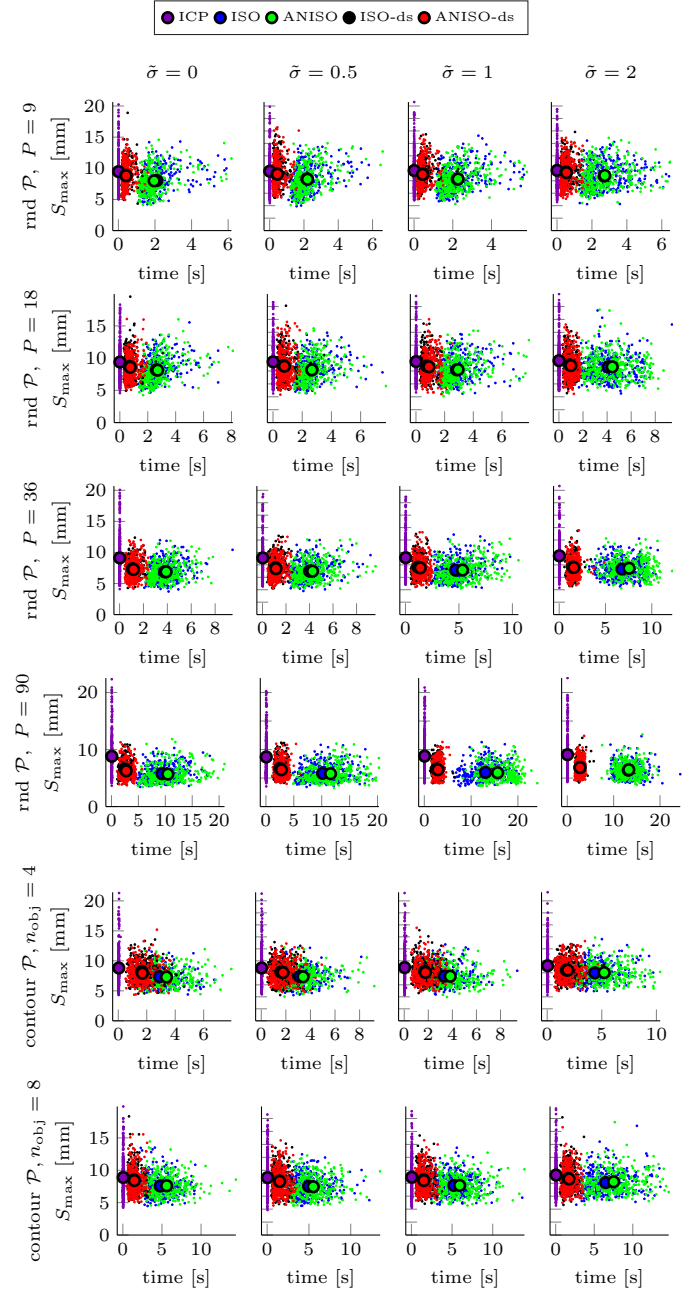 ICP ISO ANISO ISO-ds ANISO-ds
σ̃ = 0 σ̃ = 0.5 σ̃ = 1 σ̃ = 2
rnd 𝒫, P = 9
S_max [mm]
20
15
10
5
0
0 2 4 6 0 2 4 6 0 2 4 0 2 4 6
time [s] time [s] time [s] time [s]
rnd 𝒫, P = 18
S_max [mm]
15
10
5
0
0 2 4 6 8 0 2 4 6 0 2 4 6 0 2 4 6 8
time [s] time [s] time [s] time [s]
rnd 𝒫, P = 36
S_max [mm]
20
15
10
5
0
0 2 4 6 8 0 2 4 6 8 0 5 10 0 5 10
time [s] time [s] time [s] time [s]
rnd 𝒫, P = 90
S_max [mm]
20
10
0
0 5 10 15 20 0 5 10 15 20 0 10 20 0 10 20
time [s] time [s] time [s] time [s]
contour 𝒫, n_obj = 4
S_max [mm]
20
15
10
5
0
0 2 4 6 0 2 4 6 8 0 2 4 6 8 0 5 10
time [s] time [s] time [s] time [s]
contour 𝒫, n_obj = 8
S_max [mm]
15
10
5
0
0 5 10 0 5 10 0 5 10 0 5 10
time [s] time [s] time [s] time [s]